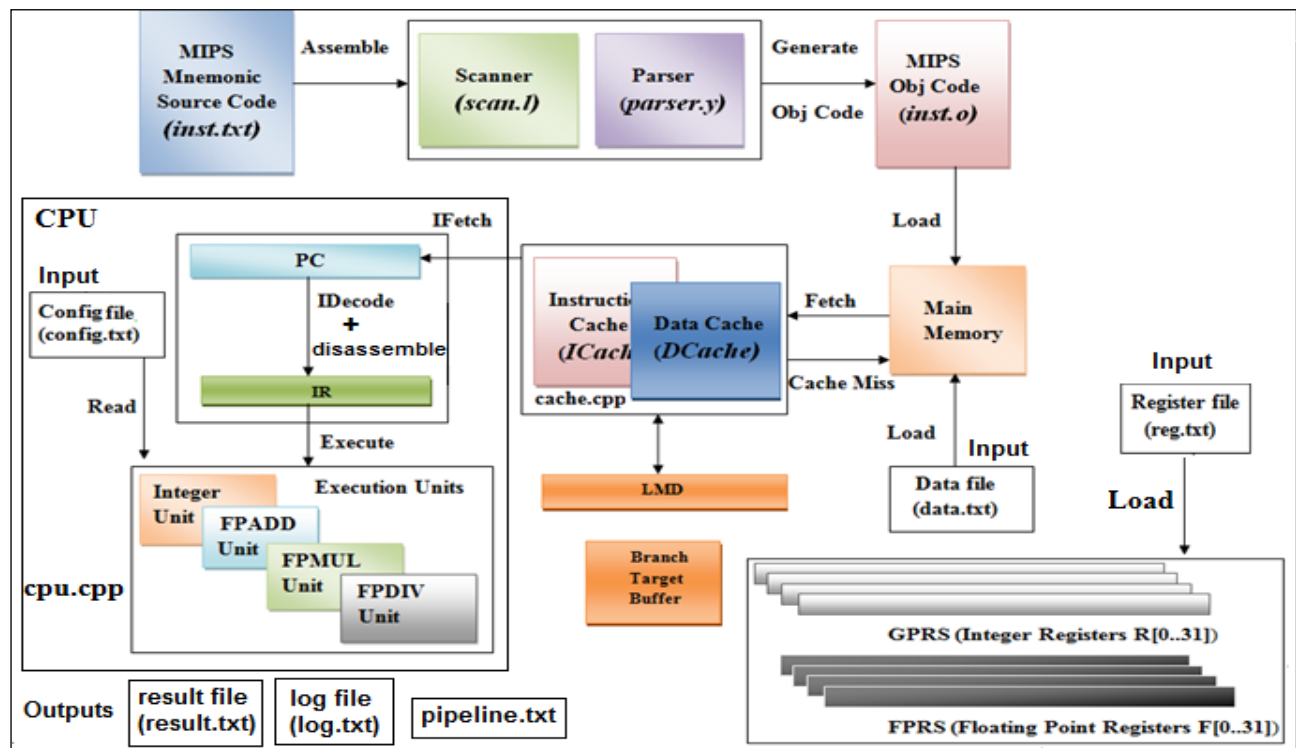 MIPS
Mnemonic
Source Code
(inst.txt)
Assemble
Scanner
(scan.l)
Parser
(parser.y)
Generate
Obj Code
MIPS
Obj Code
(inst.o)
Load
CPU
Input
Config file
(config.txt)
Read
PC
IDecode
+
disassemble
IR
Execute
IFetch
Instructio
Cache
(ICach
Data Cache
(DCache)
cache.cpp
Fetch
Cache Miss
Main
Memory
Load
Input
Data file
(data.txt)
Input
Register file
(reg.txt)
Load
LMD
Branch
Target
Buffer
Execution Units
Integer
Unit
FPADD
Unit
FPMUL
Unit
FPDIV
Unit
cpu.cpp
GPRS (Integer Registers R[0..31])
FPRS (Floating Point Registers F[0..31])
Outputs
result file
(result.txt)
log file
(log.txt)
pipeline.txt